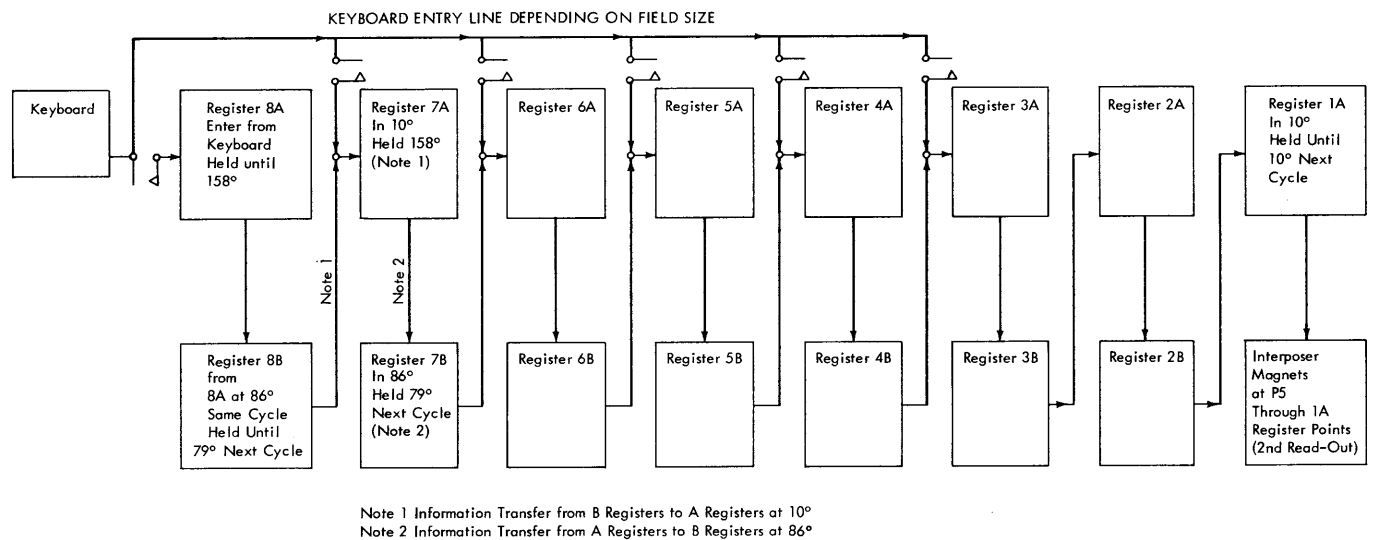 KEYBOARD ENTRY LINE DEPENDING ON FIELD SIZE
Keyboard
Register 8A
Enter from
Keyboard
Held until
158°
Register 7A
In 10°
Held 158°
(Note 1)
Register 6A
Register 5A
Register 4A
Register 3A
Register 2A
Register 1A
In 10°
Held Until
10° Next
Cycle
Note 1
Note 2
Register 8B
from
8A at 86°
Same Cycle
Held Until
79° Next Cycle
Register 7B
In 86°
Held 79°
Next Cycle
(Note 2)
Register 6B
Register 5B
Register 4B
Register 3B
Register 2B
Interposer
Magnets
at P5
Through 1A
Register Points
(2nd Read-Out)
Note 1 Information Transfer from B Registers to A Registers at 10°
Note 2 Information Transfer from A Registers to B Registers at 86°